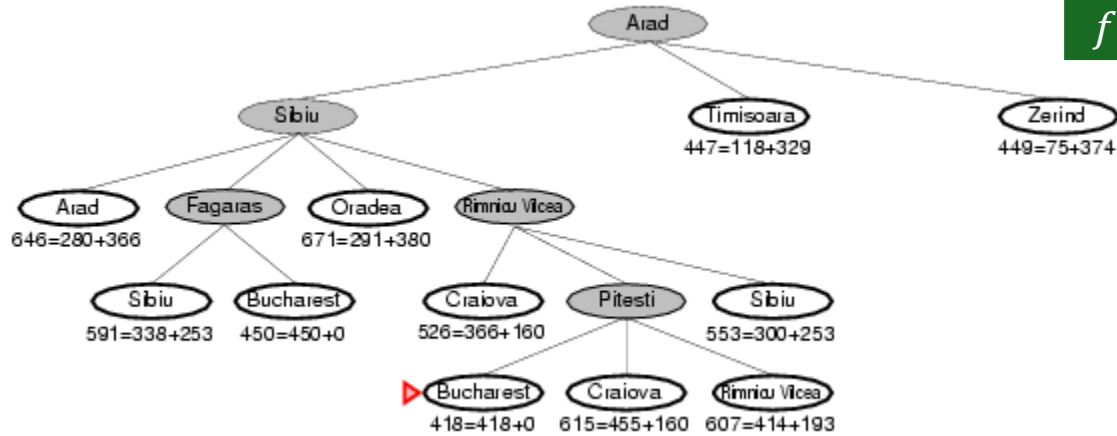 Arad
f
Sibiu
Timisoara
Zerind
447=118+329
449=75+374
Arad
Fagaras
Oradea
Rimnicu Vilcea
646=280+366
671=291+380
Sibiu
Bucharest
Craiova
Pitesti
Sibiu
591=338+253
450=450+0
526=366+160
553=300+253
Bucharest
Craiova
Rimnicu Vilcea
418=418+0
615=455+160
607=414+193